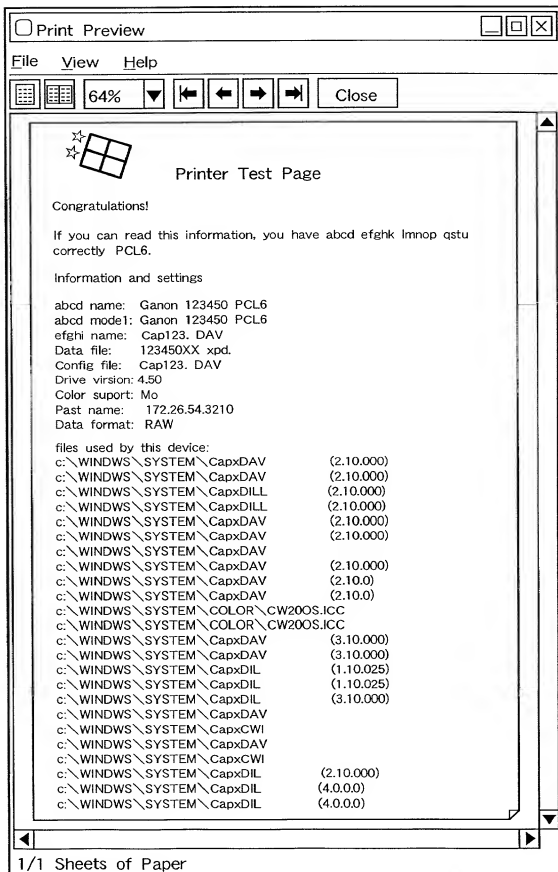 Print Preview
File View Help
64% Close
Printer Test Page
Congratulations!
If you can read this information, you have abcd efghk lmnop qstu
correctly PCL6.
Information and settings
abcd name: Ganon 123450 PCL6
abcd mode1: Ganon 123450 PCL6
efghi name: Cap123. DAV
Data file: 123450XX xpd.
Config file: Cap123. DAV
Drive virsion: 4.50
Color suport: Mo
Past name: 172.26.54.3210
Data format: RAW
files used by this device:
c:\WINDWS\SYSTEM\CapxDAV (2.10.000)
c:\WINDWS\SYSTEM\CapxDAV (2.10.000)
c:\WINDWS\SYSTEM\CapxDILL (2.10.000)
c:\WINDWS\SYSTEM\CapxDILL (2.10.000)
c:\WINDWS\SYSTEM\CapxDAV (2.10.000)
c:\WINDWS\SYSTEM\CapxDAV (2.10.000)
c:\WINDWS\SYSTEM\CapxDAV
c:\WINDWS\SYSTEM\CapxDAV (2.10.000)
c:\WINDWS\SYSTEM\CapxDAV (2.10.0)
c:\WINDWS\SYSTEM\CapxDAV (2.10.0)
c:\WINDWS\SYSTEM\COLOR\CW20OS.ICC
c:\WINDWS\SYSTEM\COLOR\CW20OS.ICC
c:\WINDWS\SYSTEM\CapxDAV (3.10.000)
c:\WINDWS\SYSTEM\CapxDAV (3.10.000)
c:\WINDWS\SYSTEM\CapxDIL (1.10.025)
c:\WINDWS\SYSTEM\CapxDIL (1.10.025)
c:\WINDWS\SYSTEM\CapxDIL (3.10.000)
c:\WINDWS\SYSTEM\CapxDAV
c:\WINDWS\SYSTEM\CapxCWI
c:\WINDWS\SYSTEM\CapxDAV
c:\WINDWS\SYSTEM\CapxCWI
c:\WINDWS\SYSTEM\CapxDIL (2.10.000)
c:\WINDWS\SYSTEM\CapxDIL (4.0.0.0)
c:\WINDWS\SYSTEM\CapxDIL (4.0.0.0)
1/1 Sheets of Paper